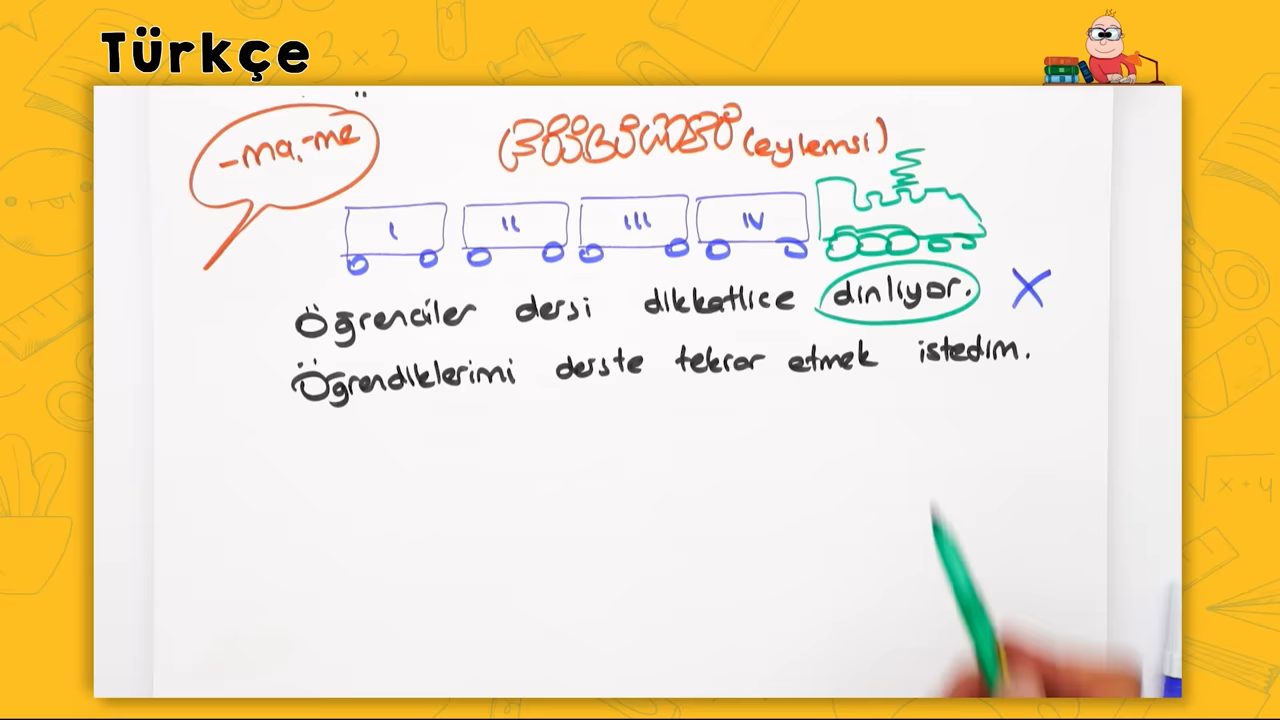 Türkçe
-ma, -me
(eylemsi)
I II III IV
Öğrenciler dersi dikkatlice dinliyor. X
Öğrendiklerimi derste tekrar etmek istedim.